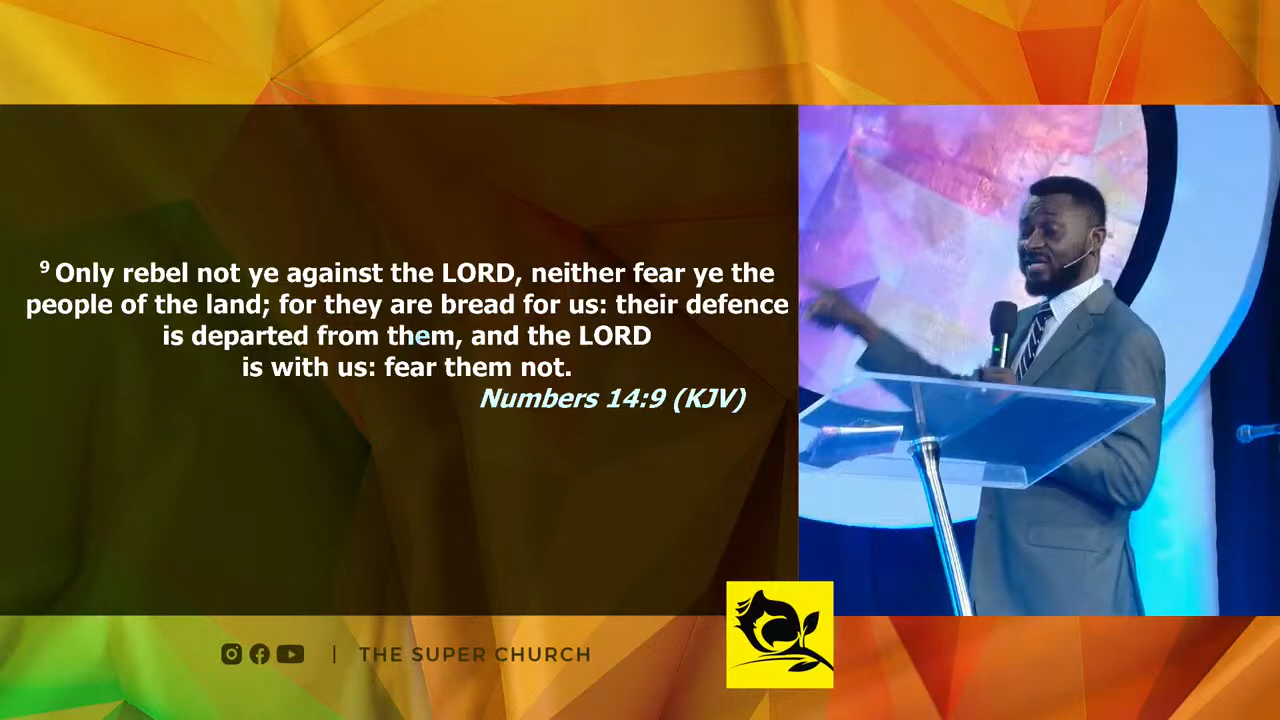 9 Only rebel not ye against the LORD, neither fear ye the
people of the land; for they are bread for us: their defence
is departed from them, and the LORD
is with us: fear them not.
Numbers 14:9 (KJV)
| THE SUPER CHURCH